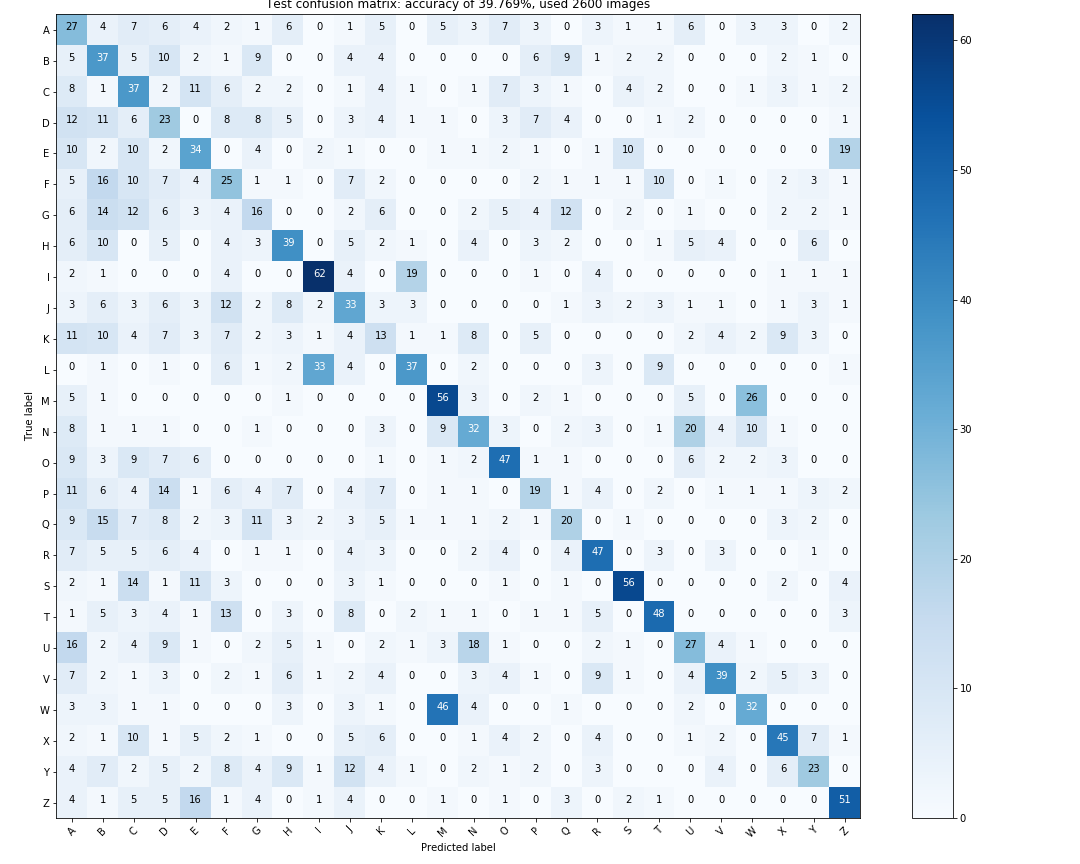 Test confusion matrix: accuracy of 39.769%, used 2600 images
A 27 4 7 6 4 2 1 6 0 1 5 0 5 3 7 3 0 3 1 1 6 0 3 3 0 2
B 5 37 5 10 2 1 9 0 0 4 4 0 0 0 0 6 9 1 2 2 0 0 0 2 1 0
C 8 1 37 2 11 6 2 2 0 1 4 1 0 1 7 3 1 0 4 2 0 0 1 3 1 2
D 12 11 6 23 0 8 8 5 0 3 4 1 1 0 3 7 4 0 0 1 2 0 0 0 0 1
E 10 2 10 2 34 0 4 0 2 1 0 0 1 1 2 1 0 1 10 0 0 0 0 0 0 19
F 5 16 10 7 4 25 1 1 0 7 2 0 0 0 0 2 1 1 1 10 0 1 0 2 3 1
G 6 14 12 6 3 4 16 0 0 2 6 0 0 2 5 4 12 0 2 0 1 0 0 2 2 1
H 6 10 0 5 0 4 3 39 0 5 2 1 0 4 0 3 2 0 0 1 5 4 0 0 6 0
I 2 1 0 0 0 4 0 0 62 4 0 19 0 0 0 1 0 4 0 0 0 0 0 1 1 1
J 3 6 3 6 3 12 2 8 2 33 3 3 0 0 0 0 1 3 2 3 1 1 0 1 3 1
K 11 10 4 7 3 7 2 3 1 4 13 1 1 8 0 5 0 0 0 0 2 4 2 9 3 0
L 0 1 0 1 0 6 1 2 33 4 0 37 0 2 0 0 0 3 0 9 0 0 0 0 0 1
M 5 1 0 0 0 0 0 1 0 0 0 0 56 3 0 2 1 0 0 0 5 0 26 0 0 0
N 8 1 1 1 0 0 1 0 0 0 3 0 9 32 3 0 2 3 0 1 20 4 10 1 0 0
O 9 3 9 7 6 0 0 0 0 0 1 0 1 2 47 1 1 0 0 0 6 2 2 3 0 0
P 11 6 4 14 1 6 4 7 0 4 7 0 1 1 0 19 1 4 0 2 0 1 1 1 3 2
Q 9 15 7 8 2 3 11 3 2 3 5 1 1 1 2 1 20 0 1 0 0 0 0 3 2 0
R 7 5 5 6 4 0 1 1 0 4 3 0 0 2 4 0 4 47 0 3 0 3 0 0 1 0
S 2 1 14 1 11 3 0 0 0 3 1 0 0 0 1 0 1 0 56 0 0 0 0 2 0 4
T 1 5 3 4 1 13 0 3 0 8 0 2 1 1 0 1 1 5 0 48 0 0 0 0 0 3
U 16 2 4 9 1 0 2 5 1 0 2 1 3 18 1 0 0 2 1 0 27 4 1 0 0 0
V 7 2 1 3 0 2 1 6 1 2 4 0 0 3 4 1 0 9 1 0 4 39 2 5 3 0
W 3 3 1 1 0 0 0 3 0 3 1 0 46 4 0 0 1 0 0 0 2 0 32 0 0 0
X 2 1 10 1 5 2 1 0 0 5 6 0 0 1 4 2 0 4 0 0 1 2 0 45 7 1
Y 4 7 2 5 2 8 4 9 1 12 4 1 0 2 1 2 0 3 0 0 0 4 0 6 23 0
Z 4 1 5 5 16 1 4 0 1 4 0 0 1 0 1 0 3 0 2 1 0 0 0 0 0 51
A B C D E F G H I J K L M N O P Q R S T U V W X Y Z
Predicted label
True label
60
50
40
30
20
10
0